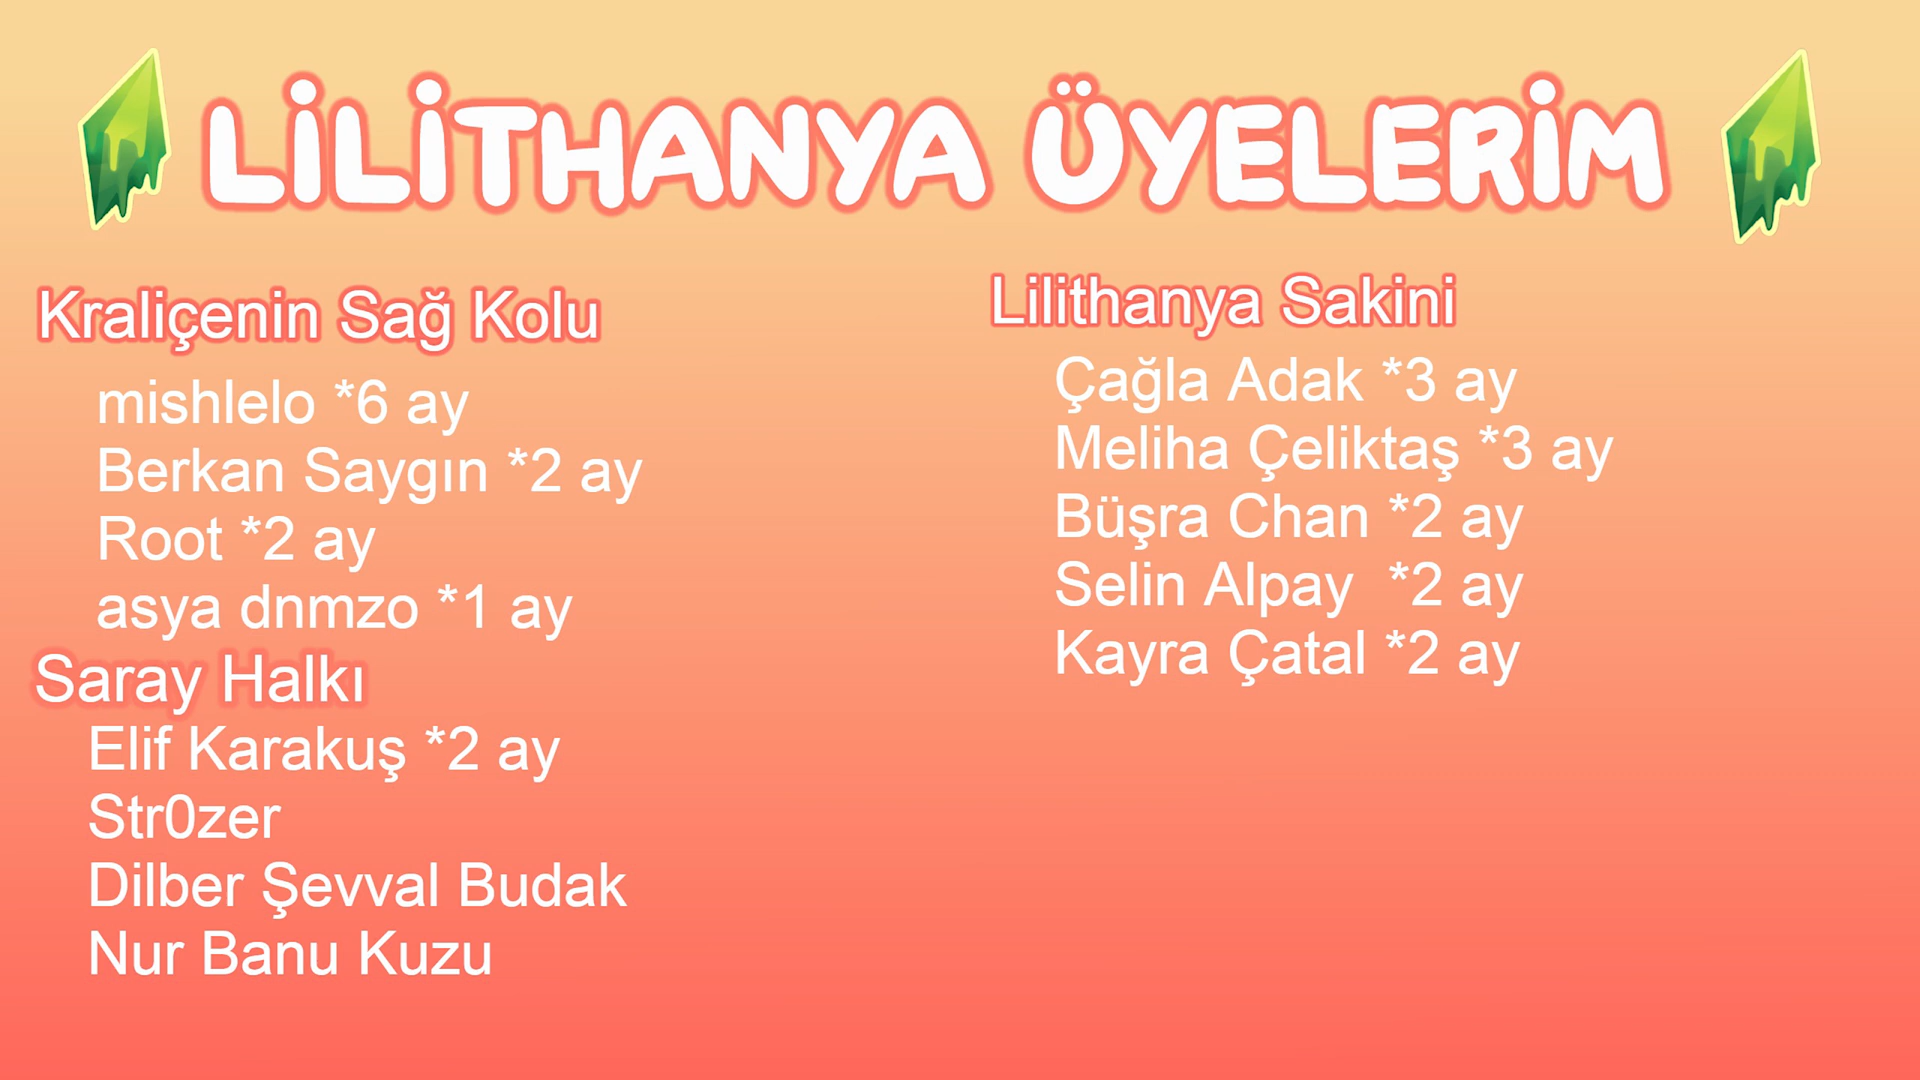 LİLİTHANYA ÜYELERİM
Kraliçenin Sağ Kolu
mishlelo *6 ay
Berkan Saygın *2 ay
Root *2 ay
asya dnmzo *1 ay
Saray Halkı
Elif Karakuş *2 ay
Str0zer
Dilber Şevval Budak
Nur Banu Kuzu
Lilithanya Sakini
Çağla Adak *3 ay
Meliha Çeliktaş *3 ay
Büşra Chan *2 ay
Selin Alpay  *2 ay
Kayra Çatal *2 ay